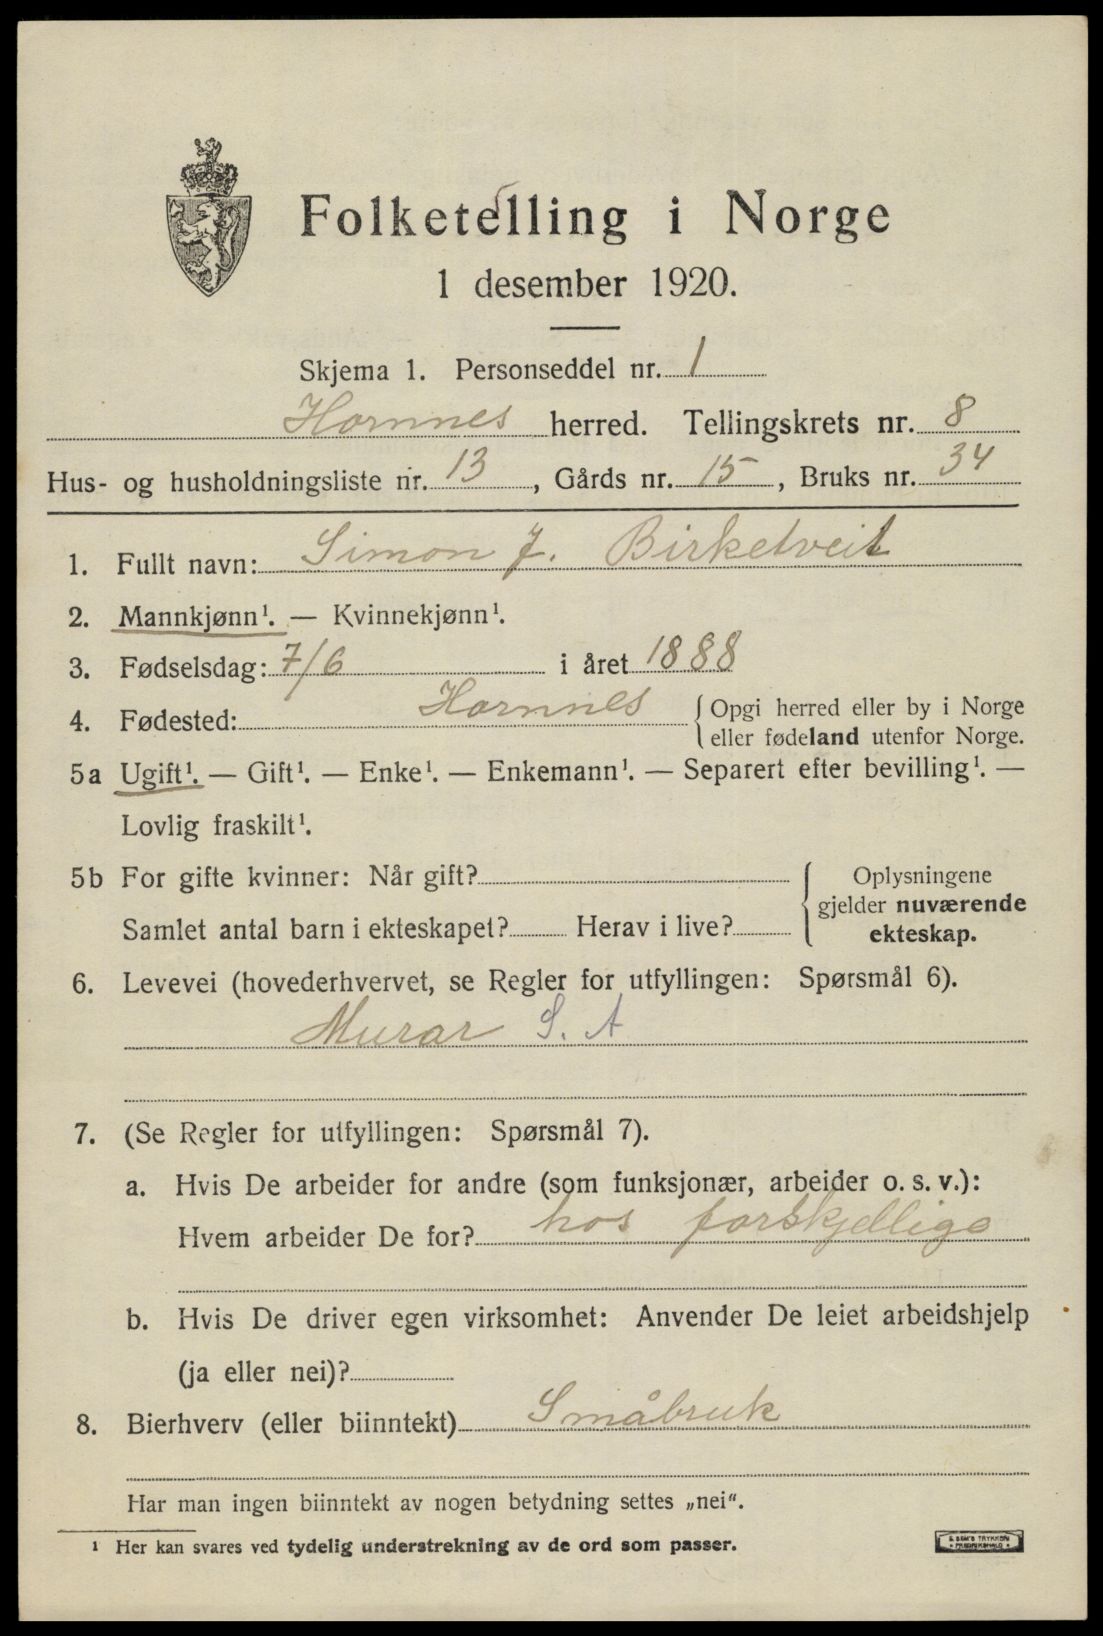 Folketelling i Norge
1 desember 1920.
Skjema 1. Personseddel nr. 1
Hornnes herred. Tellingskrets nr. 8
Hus- og husholdningsliste nr. 13, Gårds nr. 15, Bruks nr. 34
1. Fullt navn: Simon J. Birketveit
2. Mannkjønn¹. — Kvinnekjønn¹.
3. Fødselsdag: 7/6 i året 1888
4. Fødested: Hornnes { Opgi herred eller by i Norge
eller fødeland utenfor Norge.
5a Ugift¹. — Gift¹. — Enke¹. — Enkemann¹. — Separert efter bevilling¹. —
Lovlig fraskilt¹.
5b For gifte kvinner: Når gift?
Samlet antal barn i ekteskapet? Herav i live?
Oplysningene
gjelder nuværende
ekteskap.
6. Levevei (hovederhvervet, se Regler for utfyllingen: Spørsmål 6).
Murar S. A
7. (Se Regler for utfyllingen: Spørsmål 7).
a. Hvis De arbeider for andre (som funksjonær, arbeider o. s. v.):
Hvem arbeider De for? hos forskjellige
b. Hvis De driver egen virksomhet: Anvender De leiet arbeidshjelp
(ja eller nei)?
8. Bierhverv (eller biinntekt) Småbruk
Har man ingen biinntekt av nogen betydning settes „nei".
¹ Her kan svares ved tydelig understrekning av de ord som passer.
E. SEM'S TRYKKERI
FREDRIKSHALD